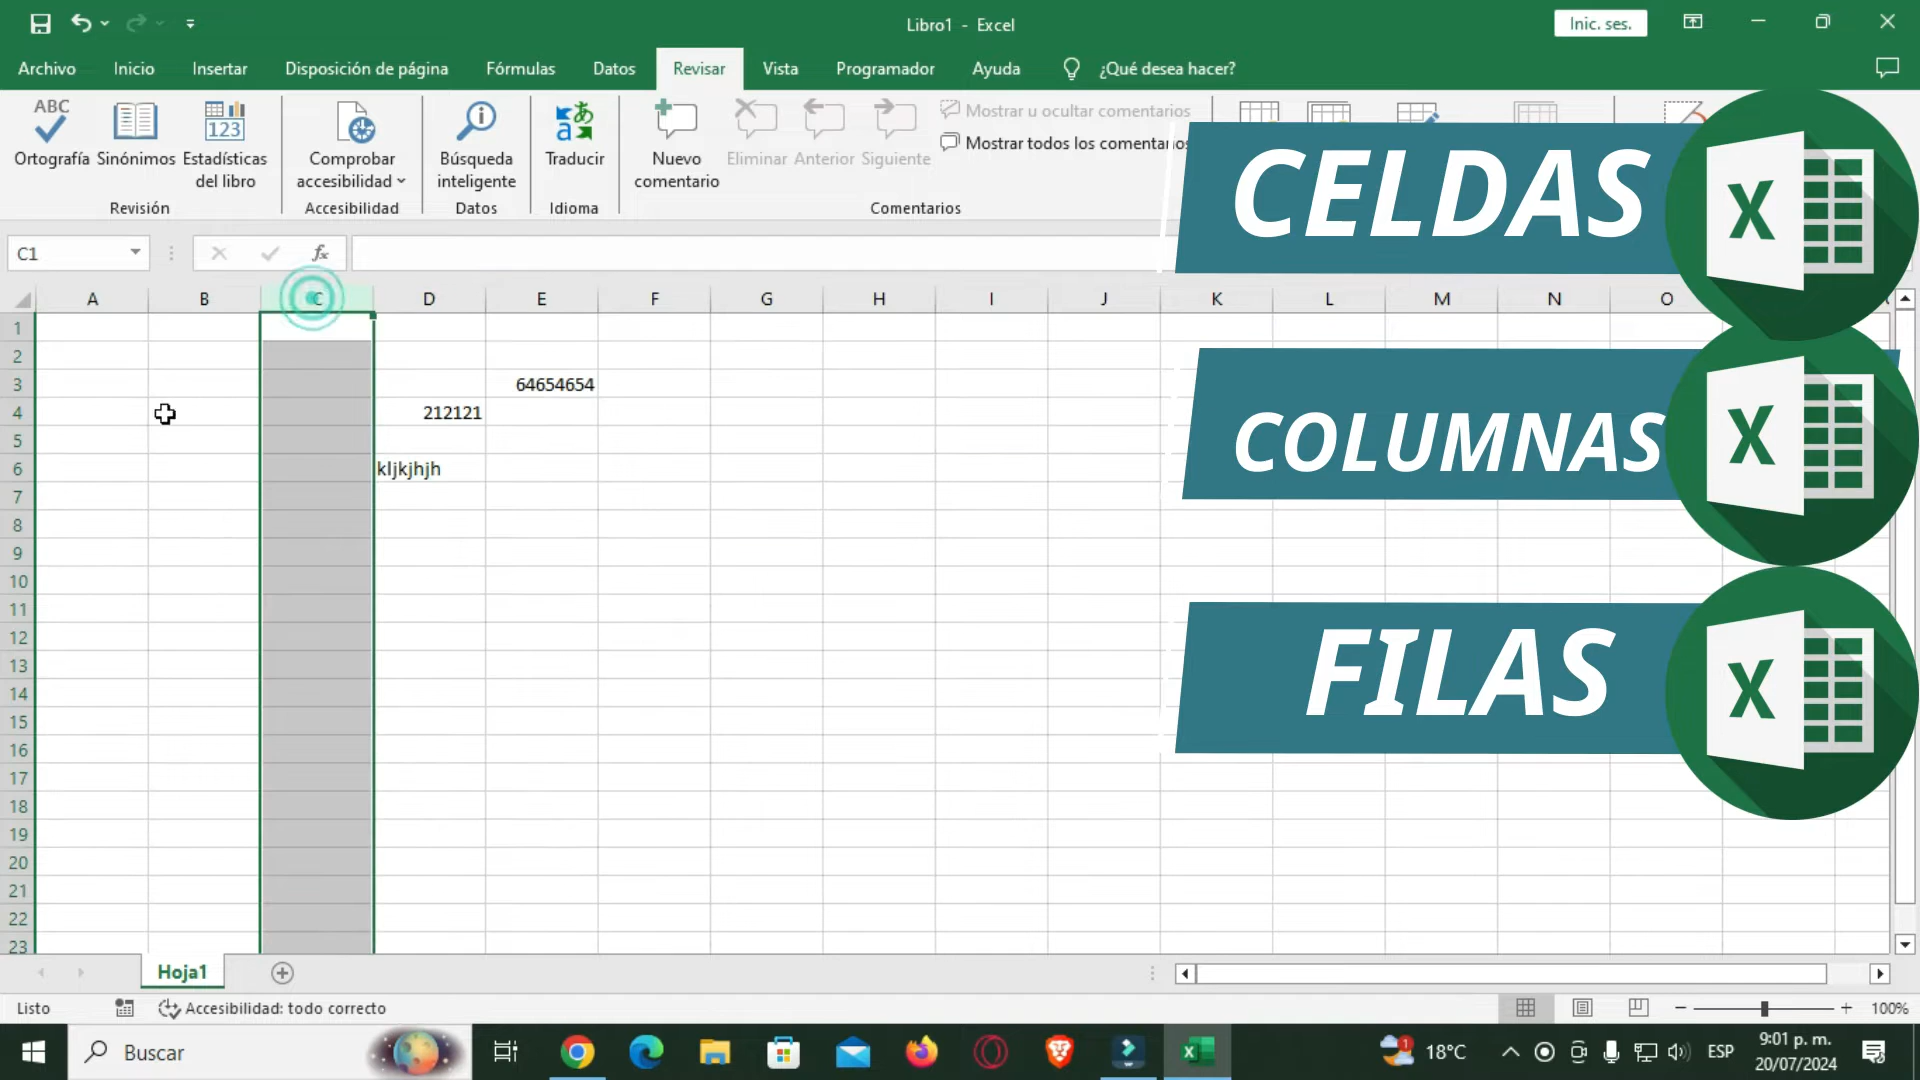 Libro1 - Excel
Inic. ses.
Archivo Inicio Insertar Disposición de página Fórmulas Datos Revisar Vista Programador Ayuda ¿Qué desea hacer?
ABC
123
Ortografía Sinónimos Estadísticas del libro
Revisión
Comprobar accesibilidad
Accesibilidad
Búsqueda inteligente
Datos
Traducir
Idioma
Nuevo comentario
Eliminar Anterior Siguiente
Mostrar u ocultar comentarios
Mostrar todos los comentarios
Comentarios
CELDAS
X
C1
fx
A B C D E F G H I J K L M N O
1
2
3 64654654
4 212121
5
6 kljkjhjh
7
8
9
10
11
12
13
14
15
16
17
18
19
20
21
22
23
COLUMNAS
X
FILAS
X
Hoja1
Listo
Accesibilidad: todo correcto
100%
Buscar
1
18°C
ESP
9:01 p. m.
20/07/2024